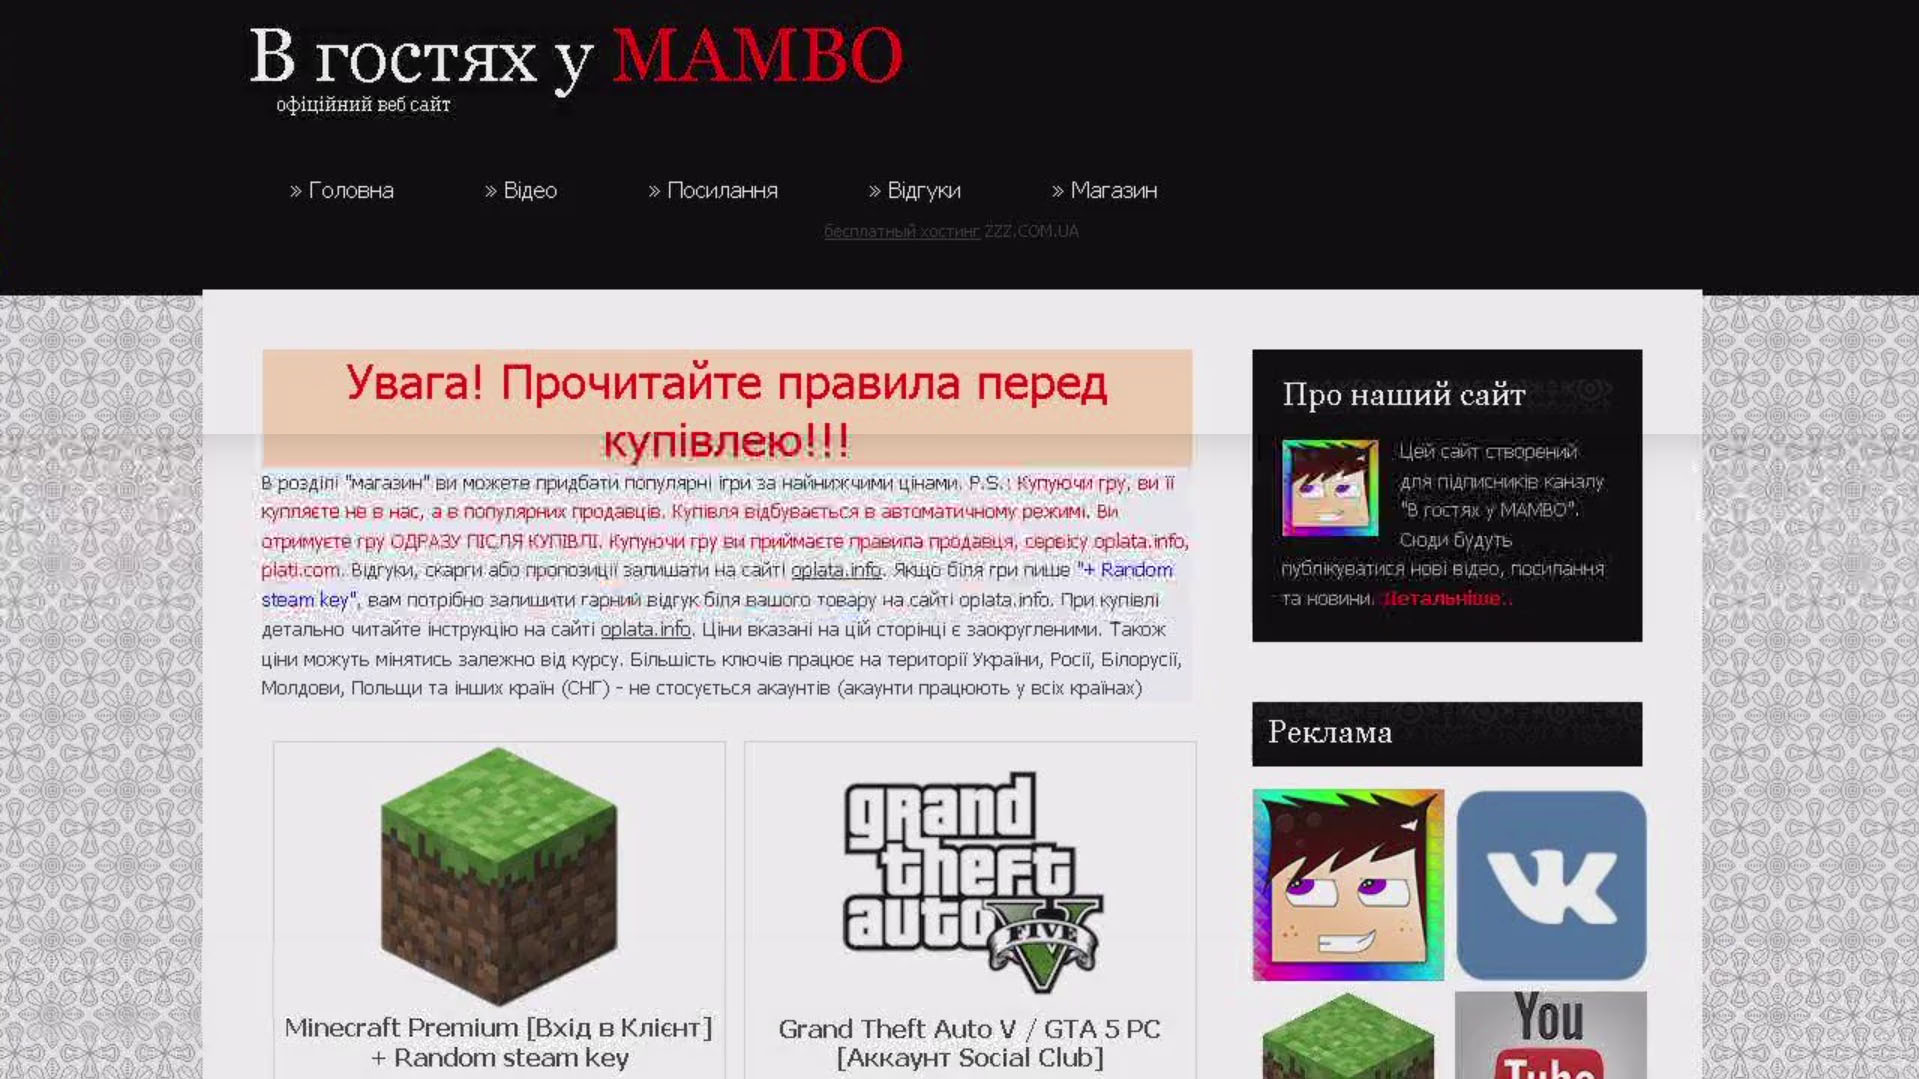 В гостях у MAMBO
офіційний веб сайт
» Головна
» Відео
» Посилання
» Відгуки
» Магазин
бесплатный хостинг ZZZ.COM.UA
Увага! Прочитайте правила перед
купівлею!!!
В розділі "магазин" ви можете придбати популярні ігри за найнижчими цінами. P.S.: Купуючи гру, ви її
купляєте не в нас, а в популярних продавців. Купівля відбувається в автоматичному режимі. Ви
отримуєте гру ОДРАЗУ ПІСЛЯ КУПІВЛІ. Купуючи гру ви приймаєте правила продавця, сервісу oplata.info,
plati.com. Відгуки, скарги або пропозиції залишати на сайті oplata.info. Якщо біля гри пише "+ Random
steam key", вам потрібно залишити гарний відгук біля вашого товару на сайті oplata.info. При купівлі
детально читайте інструкцію на сайті oplata.info. Ціни вказані на цій сторінці є заокругленими. Також
ціни можуть мінятись залежно від курсу. Більшість ключів працює на території України, Росії, Білорусії,
Молдови, Польщи та інших країн (СНГ) - не стосується акаунтів (акаунти працюють у всіх країнах)
Про наший сайт
Цей сайт створений
для підписників каналу
"В гостях у MAMBO".
Сюди будуть
публікуватися нові відео, посилання
та новини. Детальніше..
Реклама
grand
theft
auto
FIVE
Minecraft Premium [Вхід в Клієнт]
+ Random steam key
Grand Theft Auto V / GTA 5 PC
[Аккаунт Social Club]
You
Tube